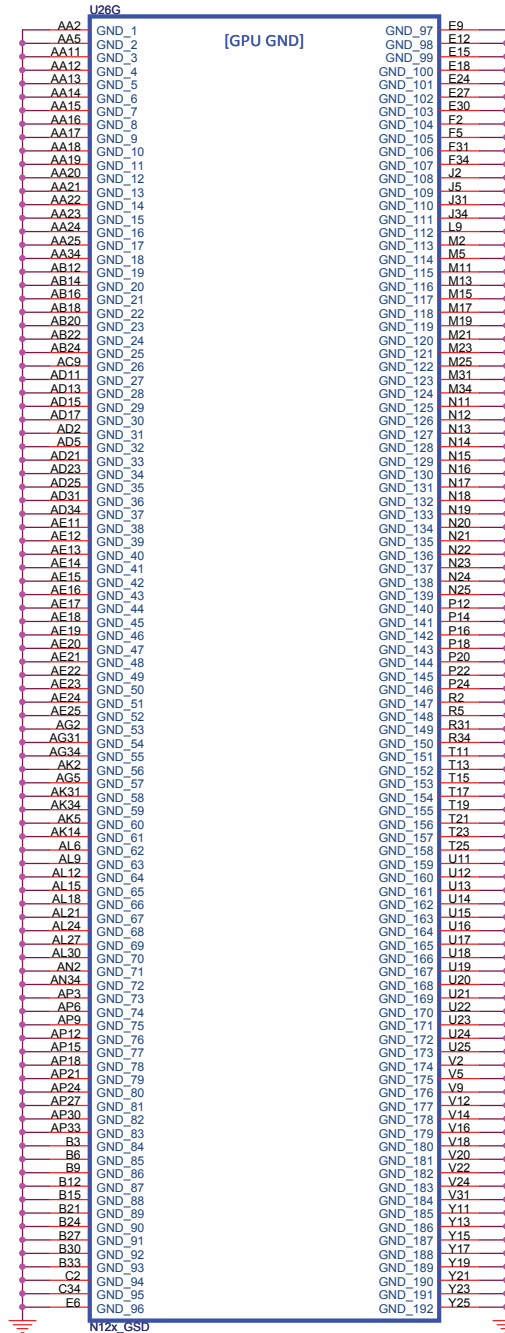 U26G
[GPU GND]
AA2 GND_1 GND_97 E9
AA5 GND_2 GND_98 E12
AA11 GND_3 GND_99 E15
AA12 GND_4 GND_100 E18
AA13 GND_5 GND_101 E24
AA14 GND_6 GND_102 E27
AA15 GND_7 GND_103 E30
AA16 GND_8 GND_104 F2
AA17 GND_9 GND_105 F5
AA18 GND_10 GND_106 F31
AA19 GND_11 GND_107 F34
AA20 GND_12 GND_108 J2
AA21 GND_13 GND_109 J5
AA22 GND_14 GND_110 J31
AA23 GND_15 GND_111 J34
AA24 GND_16 GND_112 L9
AA25 GND_17 GND_113 M2
AA34 GND_18 GND_114 M5
AB12 GND_19 GND_115 M11
AB14 GND_20 GND_116 M13
AB16 GND_21 GND_117 M15
AB18 GND_22 GND_118 M17
AB20 GND_23 GND_119 M19
AB22 GND_24 GND_120 M21
AB24 GND_25 GND_121 M23
AC9 GND_26 GND_122 M25
AD11 GND_27 GND_123 M31
AD13 GND_28 GND_124 M34
AD15 GND_29 GND_125 N11
AD17 GND_30 GND_126 N12
AD2 GND_31 GND_127 N13
AD5 GND_32 GND_128 N14
AD21 GND_33 GND_129 N15
AD23 GND_34 GND_130 N16
AD25 GND_35 GND_131 N17
AD31 GND_36 GND_132 N18
AD34 GND_37 GND_133 N19
AE11 GND_38 GND_134 N20
AE12 GND_39 GND_135 N21
AE13 GND_40 GND_136 N22
AE14 GND_41 GND_137 N23
AE15 GND_42 GND_138 N24
AE16 GND_43 GND_139 N25
AE17 GND_44 GND_140 P12
AE18 GND_45 GND_141 P14
AE19 GND_46 GND_142 P16
AE20 GND_47 GND_143 P18
AE21 GND_48 GND_144 P20
AE22 GND_49 GND_145 P22
AE23 GND_50 GND_146 P24
AE24 GND_51 GND_147 R2
AE25 GND_52 GND_148 R5
AG2 GND_53 GND_149 R31
AG31 GND_54 GND_150 R34
AG34 GND_55 GND_151 T11
AK2 GND_56 GND_152 T13
AG5 GND_57 GND_153 T15
AK31 GND_58 GND_154 T17
AK34 GND_59 GND_155 T19
AK5 GND_60 GND_156 T21
AK14 GND_61 GND_157 T23
AL6 GND_62 GND_158 T25
AL9 GND_63 GND_159 U11
AL12 GND_64 GND_160 U12
AL15 GND_65 GND_161 U13
AL18 GND_66 GND_162 U14
AL21 GND_67 GND_163 U15
AL24 GND_68 GND_164 U16
AL27 GND_69 GND_165 U17
AL30 GND_70 GND_166 U18
AN2 GND_71 GND_167 U19
AN34 GND_72 GND_168 U20
AP3 GND_73 GND_169 U21
AP6 GND_74 GND_170 U22
AP9 GND_75 GND_171 U23
AP12 GND_76 GND_172 U24
AP15 GND_77 GND_173 U25
AP18 GND_78 GND_174 V2
AP21 GND_79 GND_175 V5
AP24 GND_80 GND_176 V9
AP27 GND_81 GND_177 V12
AP30 GND_82 GND_178 V14
AP33 GND_83 GND_179 V16
B3 GND_84 GND_180 V18
B6 GND_85 GND_181 V20
B9 GND_86 GND_182 V22
B12 GND_87 GND_183 V24
B15 GND_88 GND_184 V31
B21 GND_89 GND_185 Y11
B24 GND_90 GND_186 Y13
B27 GND_91 GND_187 Y15
B30 GND_92 GND_188 Y17
B33 GND_93 GND_189 Y19
C2 GND_94 GND_190 Y21
C34 GND_95 GND_191 Y23
E6 GND_96 GND_192 Y25
N12x_GSD